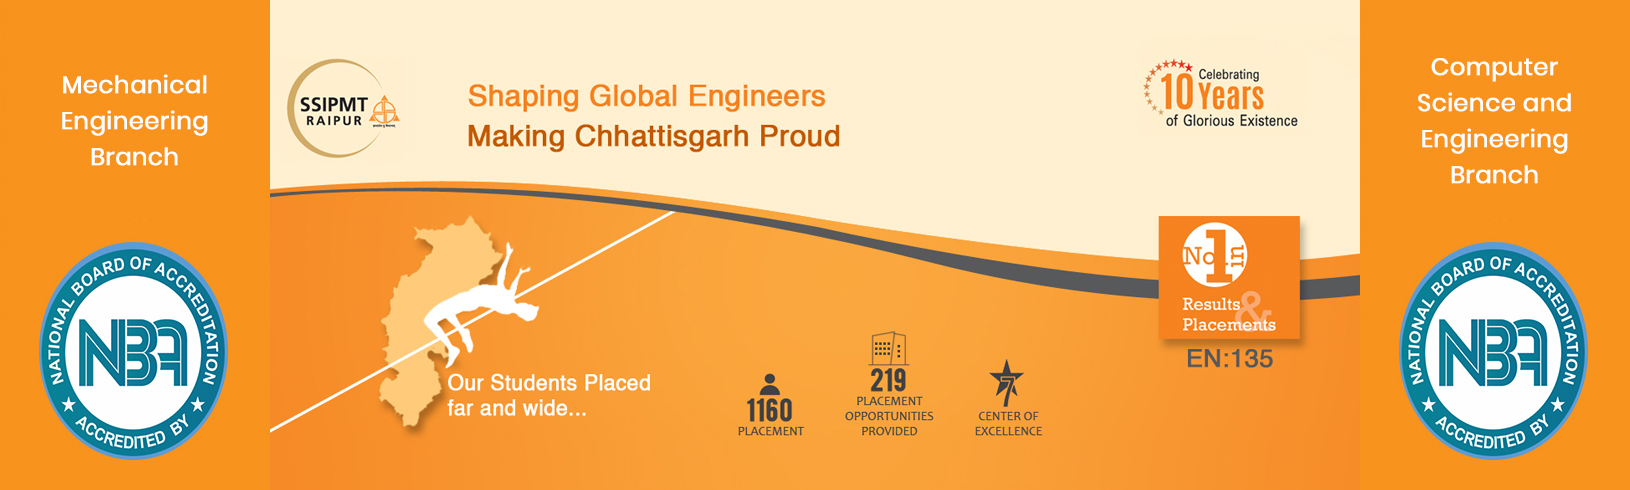 Mechanical
Engineering
Branch
NATIONAL BOARD OF ACCREDITATION
NBA
ACCREDITED BY
SSIPMT
RAIPUR
Shaping Global Engineers
Making Chhattisgarh Proud
Celebrating
10 Years
of Glorious Existence
Our Students Placed
far and wide...
1160
PLACEMENT
219
PLACEMENT
OPPORTUNITIES
PROVIDED
7
CENTER OF
EXCELLENCE
No 1 in
Results &
Placements
EN:135
Computer
Science and
Engineering
Branch
NATIONAL BOARD OF ACCREDITATION
NBA
ACCREDITED BY